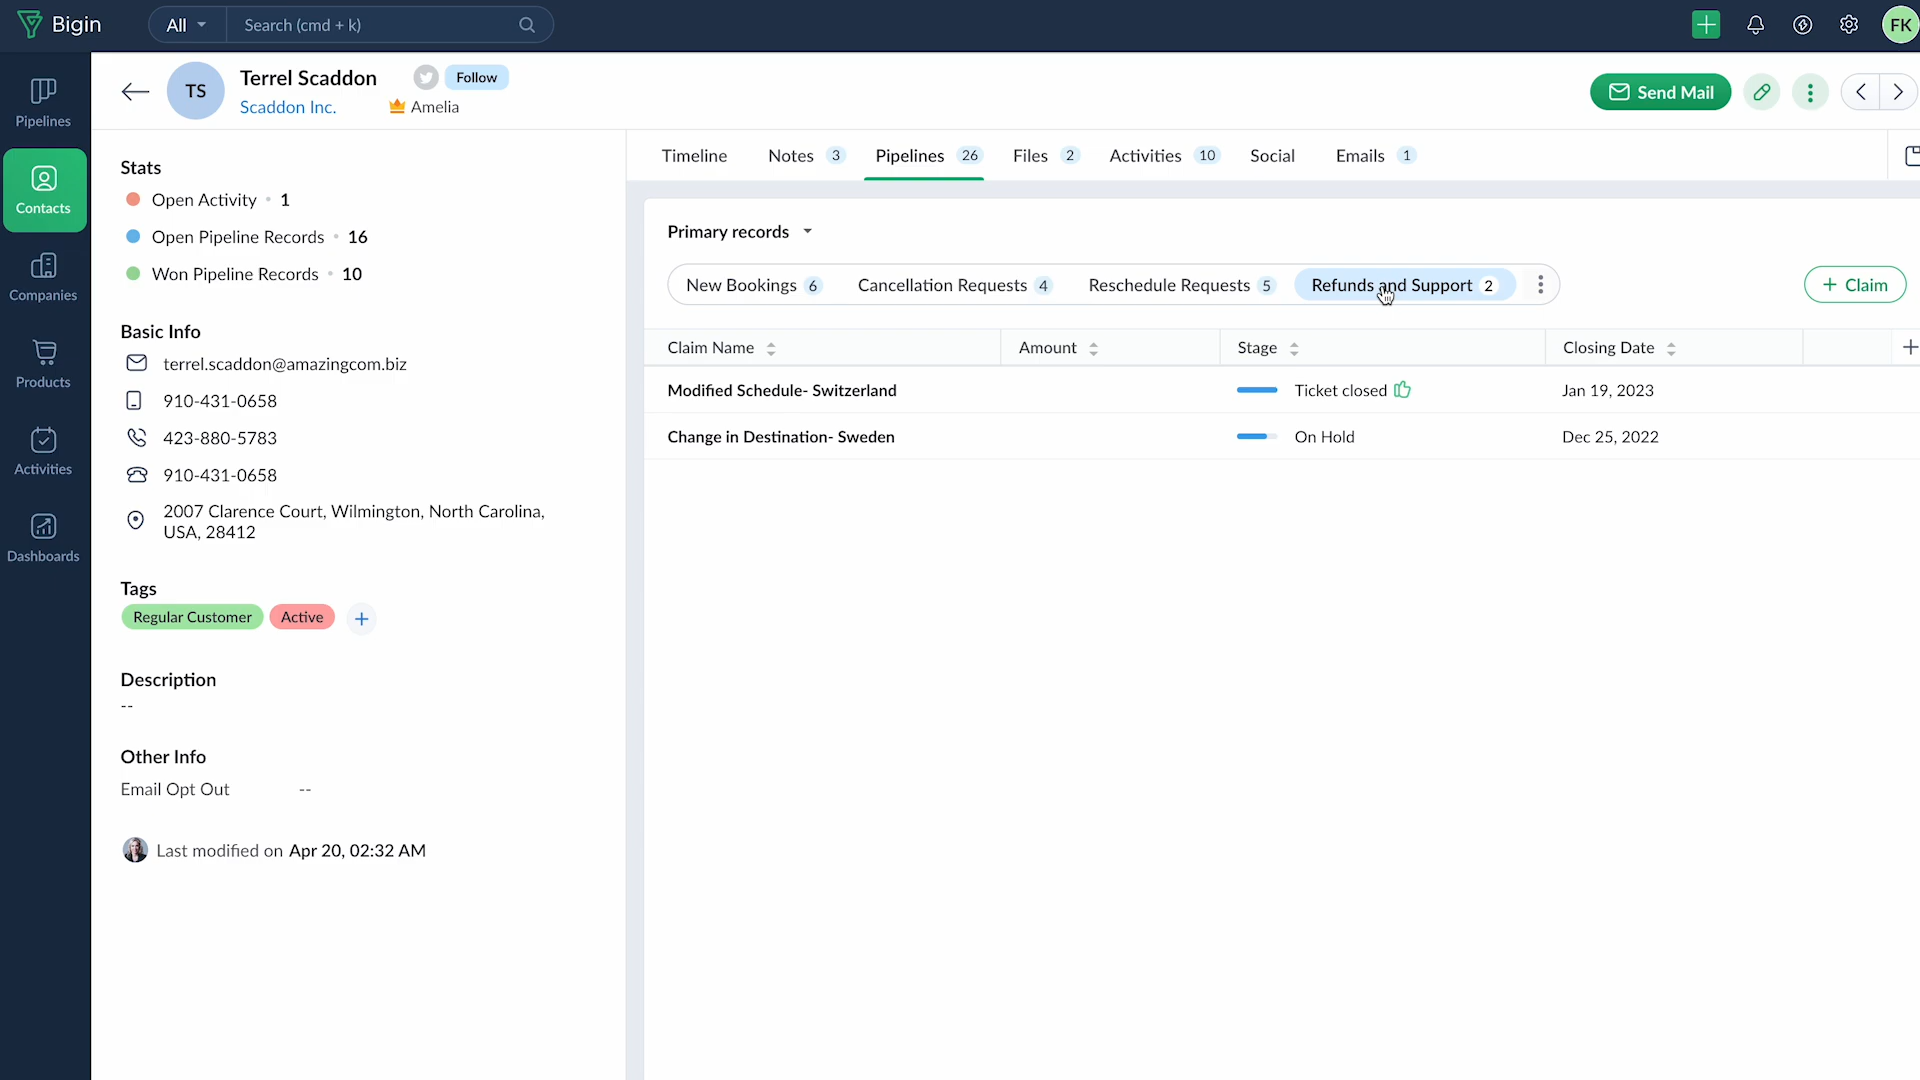 Bigin
All
Search (cmd + k)
FK
Pipelines
Contacts
Companies
Products
Activities
Dashboards
TS
Terrel Scaddon
Follow
Scaddon Inc.
Amelia
Send Mail
Stats
Open Activity • 1
Open Pipeline Records • 16
Won Pipeline Records • 10
Basic Info
terrel.scaddon@amazingcom.biz
910-431-0658
423-880-5783
910-431-0658
2007 Clarence Court, Wilmington, North Carolina,
USA, 28412
Tags
Regular Customer
Active
+
Description
--
Other Info
Email Opt Out --
Last modified on Apr 20, 02:32 AM
Timeline
Notes 3
Pipelines 26
Files 2
Activities 10
Social
Emails 1
Primary records
New Bookings 6
Cancellation Requests 4
Reschedule Requests 5
Refunds and Support 2
+ Claim
Claim Name
Amount
Stage
Closing Date
+
Modified Schedule- Switzerland
Ticket closed
Jan 19, 2023
Change in Destination- Sweden
On Hold
Dec 25, 2022